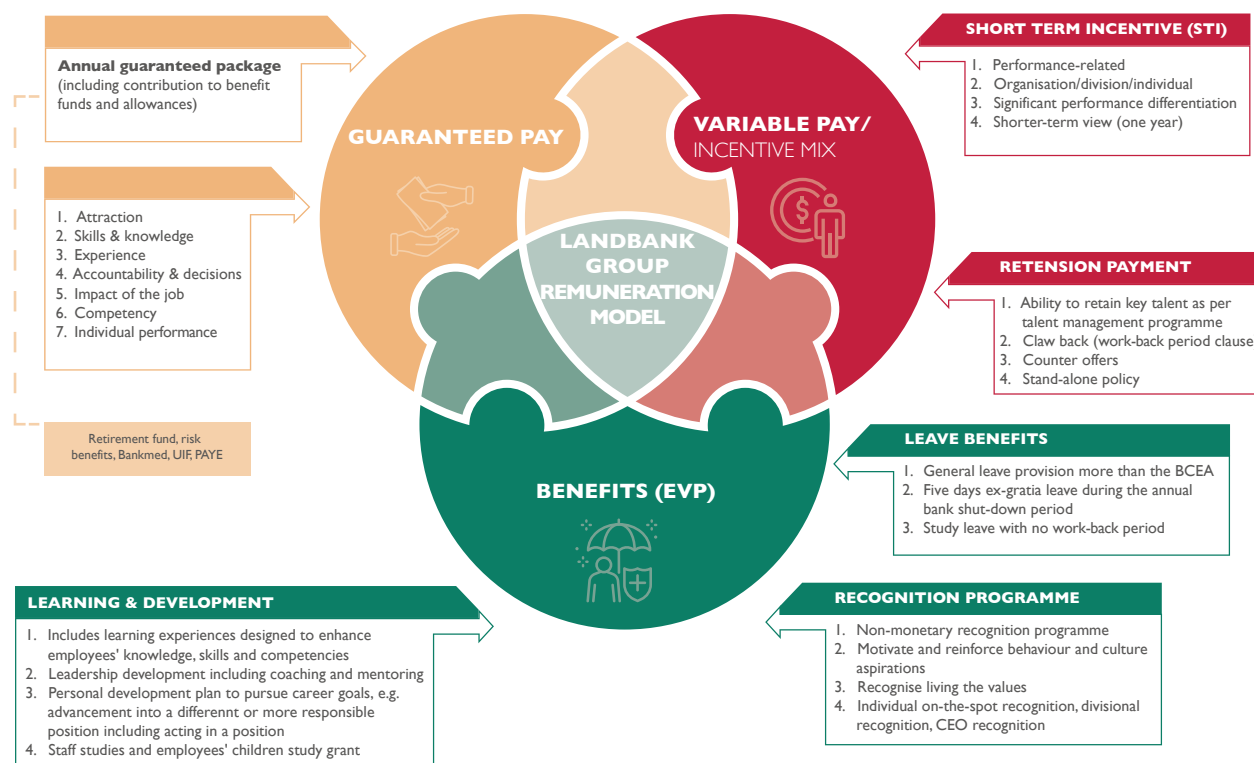 Annual guaranteed package
(including contribution to benefit
funds and allowances)
1. Attraction
2. Skills & knowledge
3. Experience
4. Accountability & decisions
5. Impact of the job
6. Competency
7. Individual performance
Retirement fund, risk
benefits, Bankmed, UIF, PAYE
GUARANTEED PAY
VARIABLE PAY/
INCENTIVE MIX
LANDBANK
GROUP
REMUNERATION
MODEL
BENEFITS (EVP)
SHORT TERM INCENTIVE (STI)
1. Performance-related
2. Organisation/division/individual
3. Significant performance differentiation
4. Shorter-term view (one year)
RETENSION PAYMENT
1. Ability to retain key talent as per
talent management programme
2. Claw back (work-back period clause
3. Counter offers
4. Stand-alone policy
LEAVE BENEFITS
1. General leave provision more than the BCEA
2. Five days ex-gratia leave during the annual
bank shut-down period
3. Study leave with no work-back period
LEARNING & DEVELOPMENT
1. Includes learning experiences designed to enhance
employees' knowledge, skills and competencies
2. Leadership development including coaching and mentoring
3. Personal development plan to pursue career goals, e.g.
advancement into a differennt or more responsible
position including acting in a position
4. Staff studies and employees' children study grant
RECOGNITION PROGRAMME
1. Non-monetary recognition programme
2. Motivate and reinforce behaviour and culture
aspirations
3. Recognise living the values
4. Individual on-the-spot recognition, divisional
recognition, CEO recognition